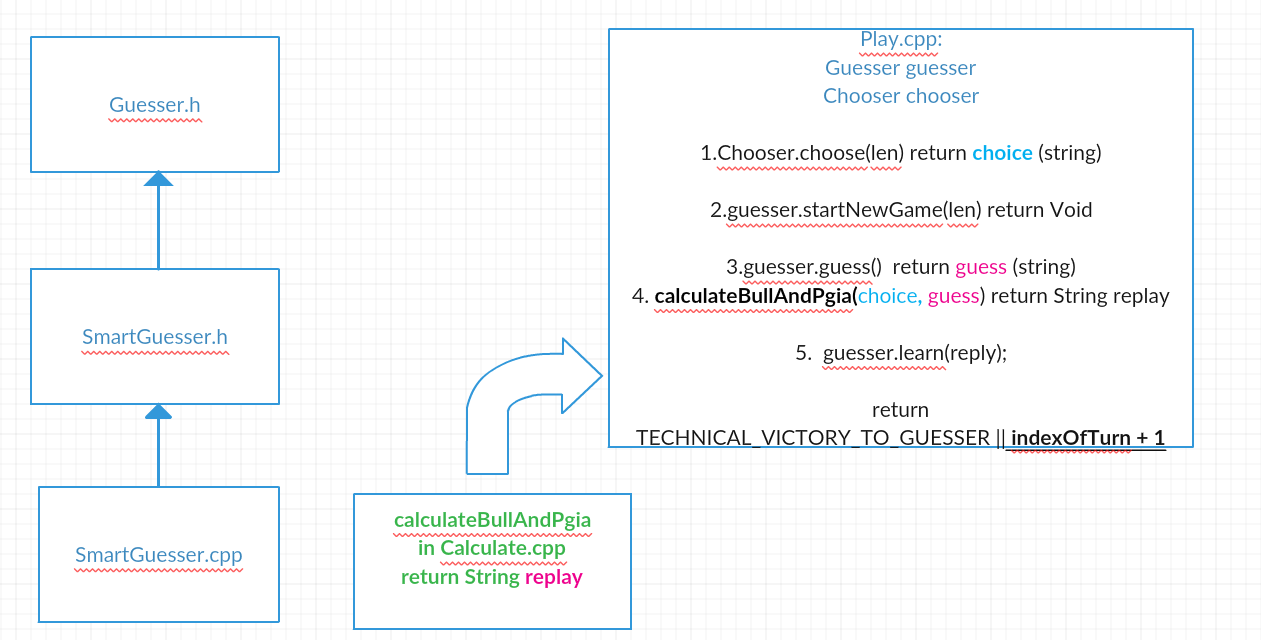 Guesser.h
SmartGuesser.h
SmartGuesser.cpp
calculateBullAndPgia
in Calculate.cpp
return String replay
Play.cpp:
Guesser guesser
Chooser chooser
1.Chooser.choose(len) return choice (string)
2.guesser.startNewGame(len) return Void
3.guesser.guess() return guess (string)
4. calculateBullAndPgia(choice, guess) return String replay
5. guesser.learn(reply);
return
TECHNICAL_VICTORY_TO_GUESSER || indexOfTurn + 1